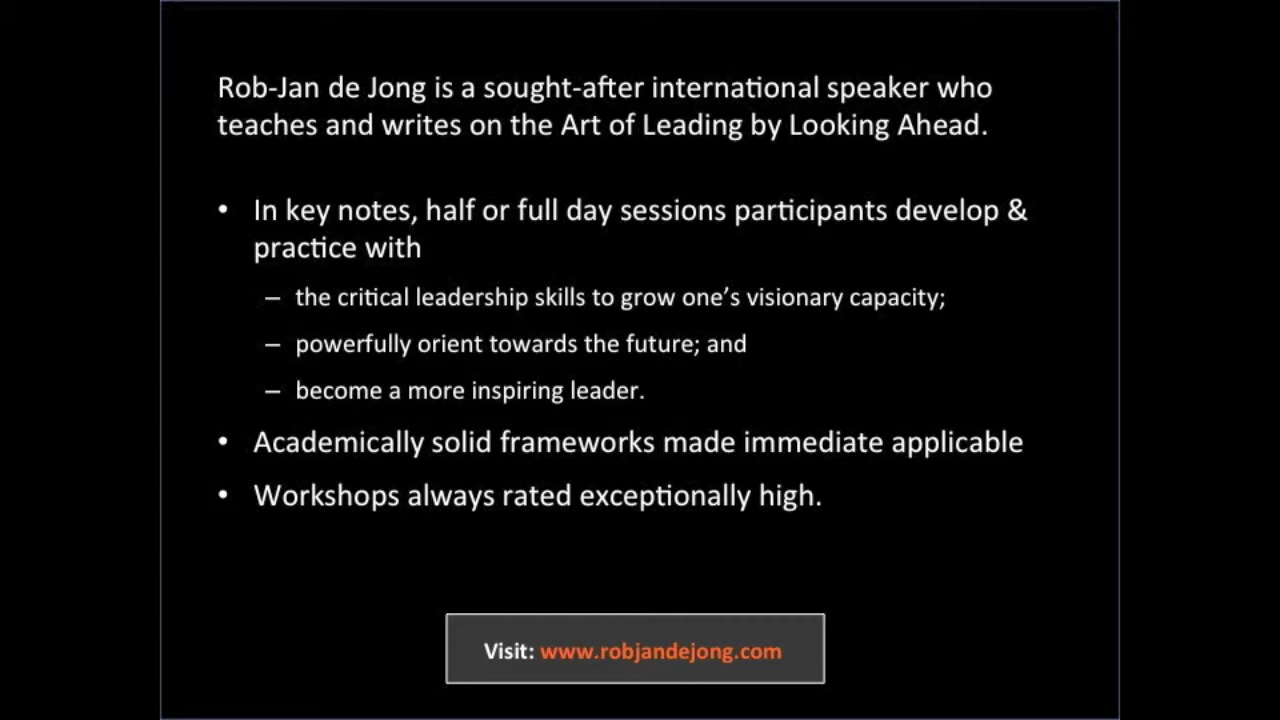 Rob-Jan de Jong is a sought-after international speaker who
teaches and writes on the Art of Leading by Looking Ahead.
• In key notes, half or full day sessions participants develop &
practice with
– the critical leadership skills to grow one’s visionary capacity;
– powerfully orient towards the future; and
– become a more inspiring leader.
• Academically solid frameworks made immediate applicable
• Workshops always rated exceptionally high.
Visit: www.robjandejong.com